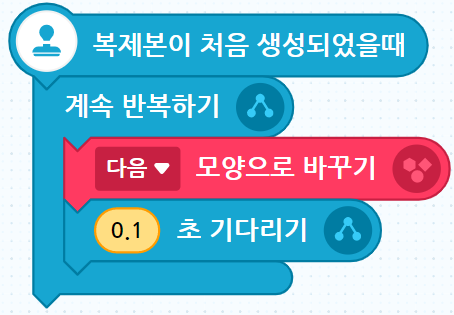 복제본이 처음 생성되었을때
계속 반복하기
다음 모양으로 바꾸기
0.1 초 기다리기